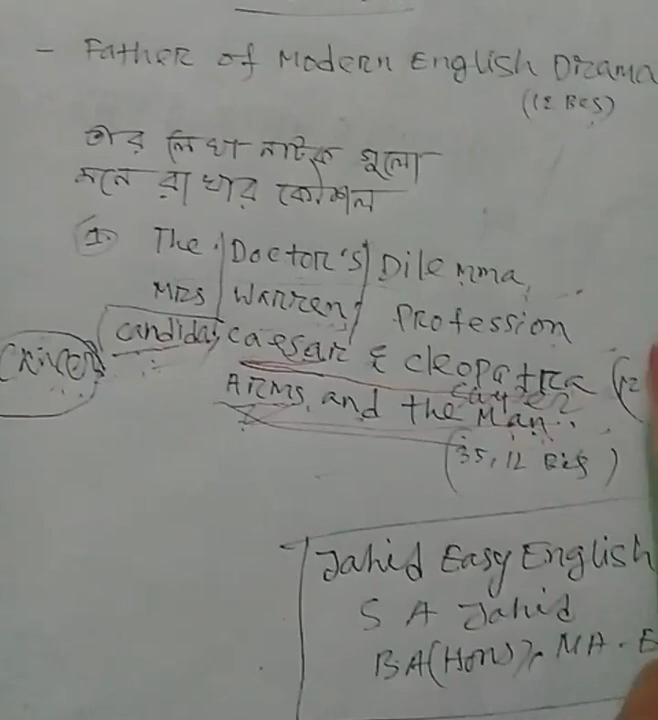 - Father of Modern English Drama
(12 BCS)
তার লিখা নাটক গুলো
মনে রাখার কৌশল
1. The Doctor's Dilemma,
Mrs Warren's Profession
candida, caesar & cleopatra (12
Arms and the Man.
(35, 12 BCS)
Jahid Easy English
S A Jahid
BA(Hons), MA - E